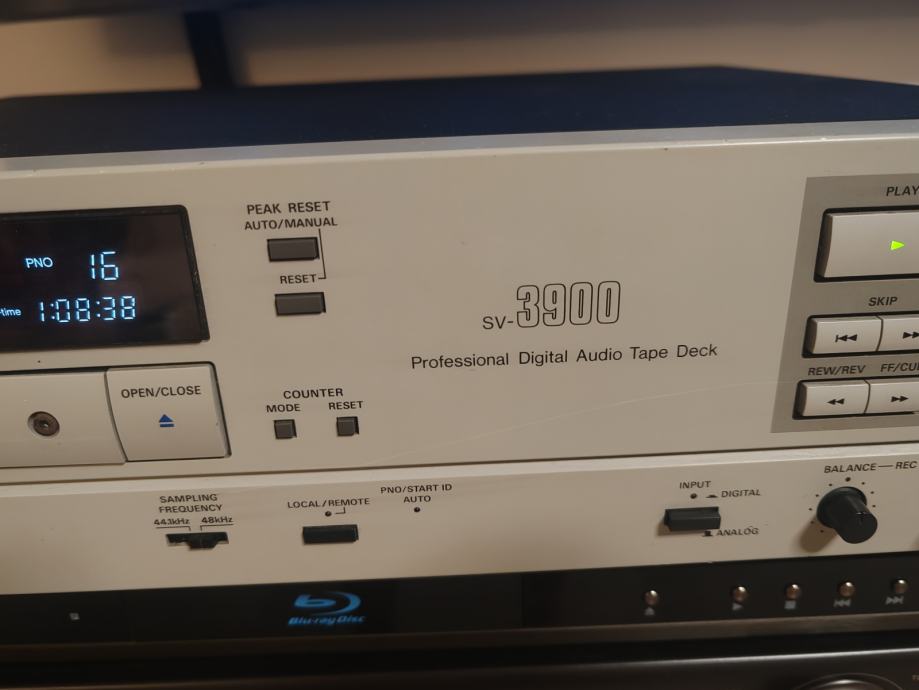 PLAY
PEAK RESET
AUTO/MANUAL
PNO 16
RESET
-time 1:08:38
SKIP
SV-3900
Professional Digital Audio Tape Deck
REW/REV
OPEN/CLOSE
COUNTER
MODE RESET
BALANCE — REC
INPUT
DIGITAL
ANALOG
PNO/START ID
AUTO
LOCAL/REMOTE
SAMPLING
FREQUENCY
44.1kHz 48kHz
Blu-ray Disc